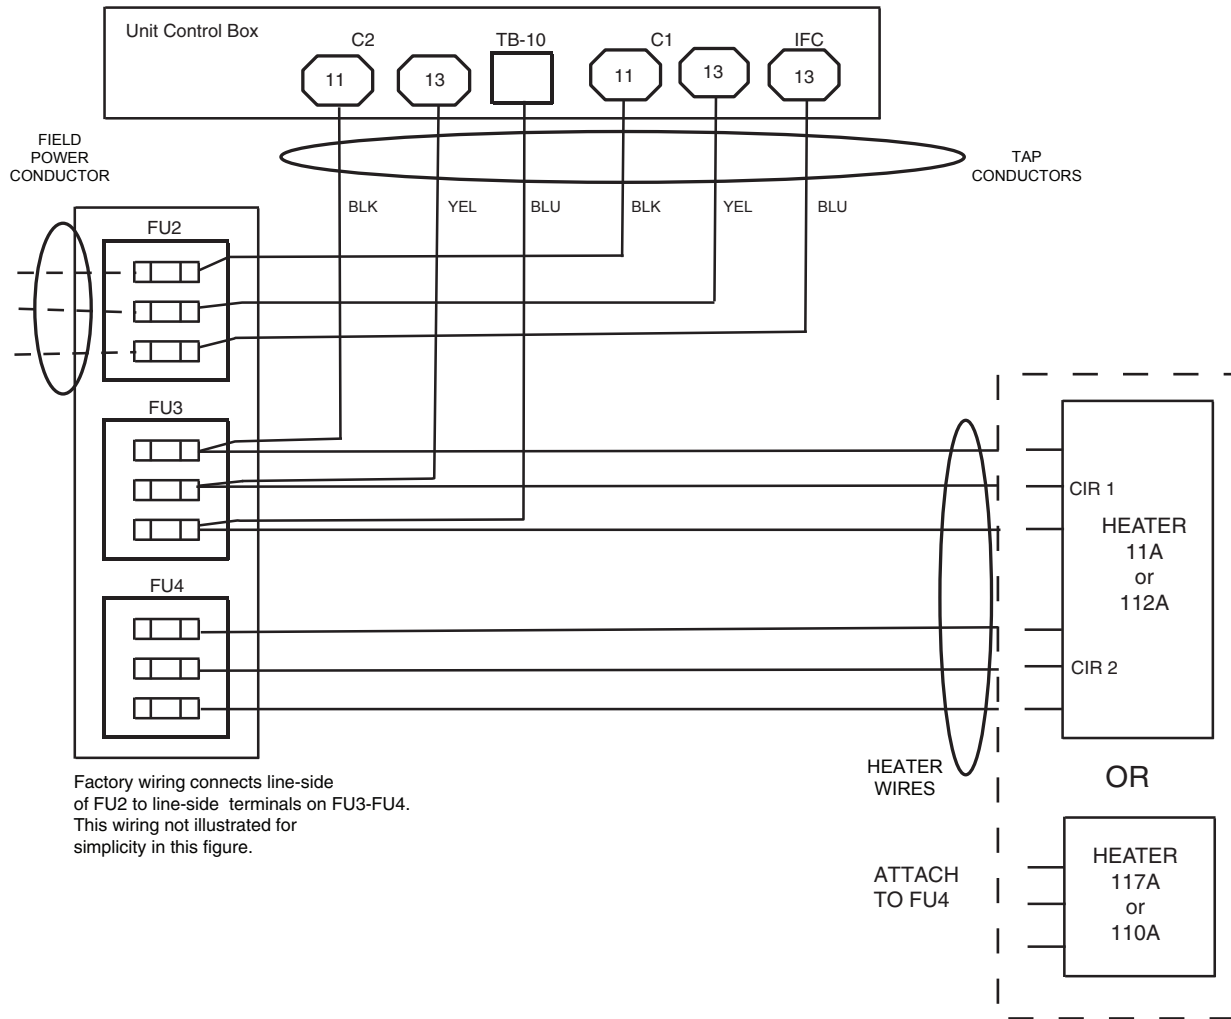 Unit Control Box
C2
TB-10
C1
IFC
11
13
11
13
13
FIELD
POWER
CONDUCTOR
TAP
CONDUCTORS
BLK
YEL
BLU
BLK
YEL
BLU
FU2
FU3
CIR 1
HEATER
11A
or
112A
FU4
CIR 2
HEATER
WIRES
OR
Factory wiring connects line-side
of FU2 to line-side terminals on FU3-FU4.
This wiring not illustrated for
simplicity in this figure.
ATTACH
TO FU4
HEATER
117A
or
110A